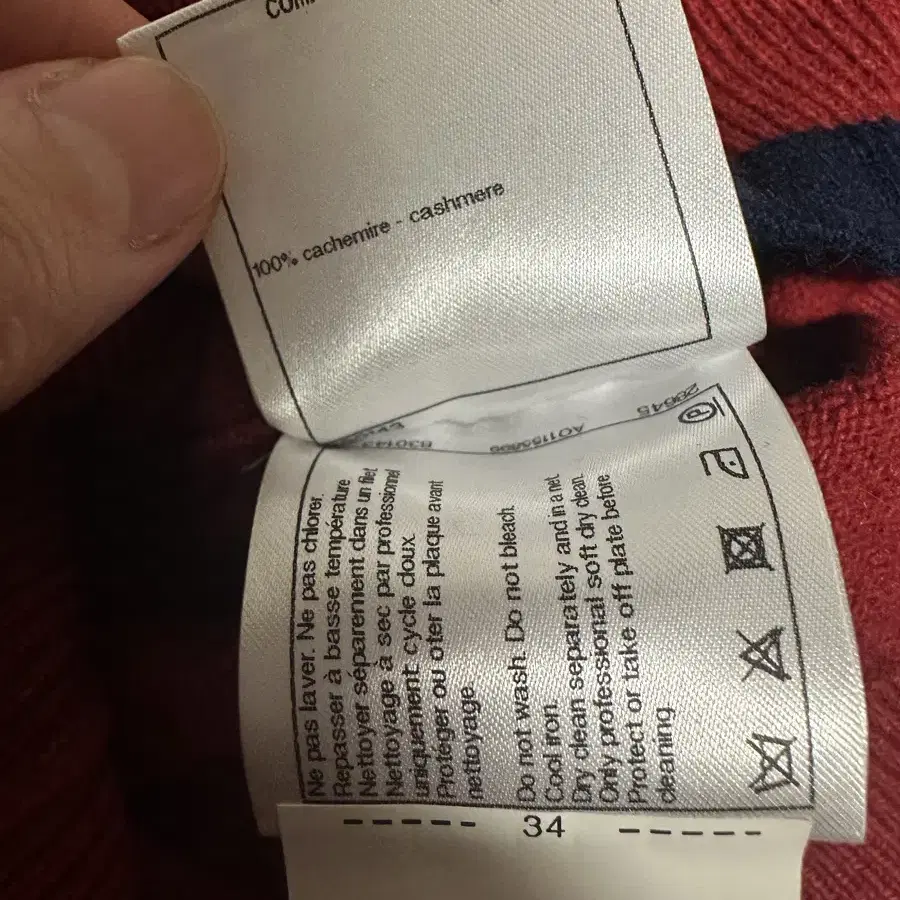 100% cachemire - cashmere
Ne pas laver. Ne pas chlorer.
Repasser à basse température
Nettoyer séparement dans un filet
Nettoyage à sec par professionnel
uniquement. cycle doux
Protéger ou oter la plaque avant
nettoyage.
Do not wash. Do not bleach.
Cool iron.
Dry clean separately and in a net.
Only professional soft dry clean.
Protect or take off plate before
cleaning
P
34